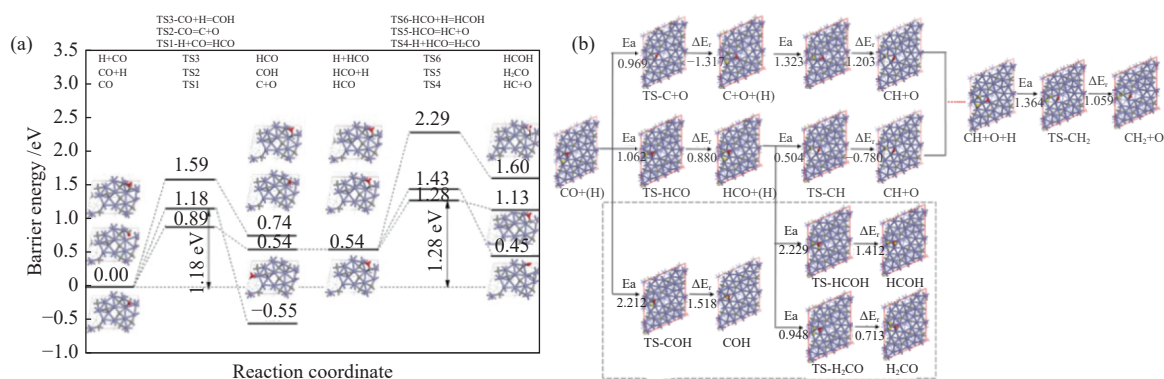 (a)
TS3-CO+H=COH
TS2-CO=C+O
TS1-H+CO=HCO
TS6-HCO+H=HCOH
TS5-HCO=HC+O
TS4-H+HCO=H₂CO
3.5
3.0
2.5
2.0
1.5
1.0
0.5
0
−0.5
−1.0
Barrier energy /eV
H+CO TS3 HCO H+HCO TS6 HCOH
CO+H TS2 COH HCO+H TS5 H₂CO
CO TS1 C+O HCO TS4 HC+O
2.29
1.59
1.60
1.43
1.18
1.28
1.13
0.89
0.74
0.54
0.54
0.45
0.00
−0.55
1.18 eV
1.28 eV
Reaction coordinate
(b)
Ea ΔEr Ea ΔEr
0.969 −1.317 1.323 1.203
TS-C+O C+O+(H) CH+O
Ea ΔEr
1.364 1.059
CH+O+H TS-CH₂ CH₂+O
Ea ΔEr Ea ΔEr
1.062 0.880 0.504 −0.780
CO+(H) TS-HCO HCO+(H) TS-CH CH+O
Ea ΔEr
2.229 1.412
TS-HCOH HCOH
Ea ΔEr
2.212 1.518
TS-COH COH
Ea ΔEr
0.948 0.713
TS-H₂CO H₂CO